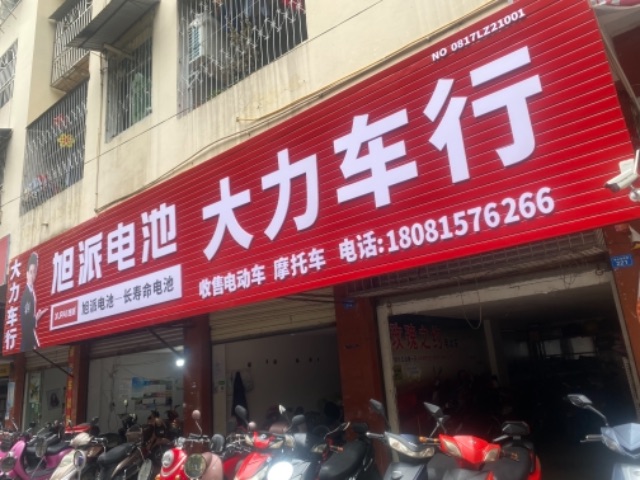 NO 0817LZ21001
旭派电池 大力车行
旭派电池—长寿命电池
收售电动车 摩托车 电话:18081576266
大力车行